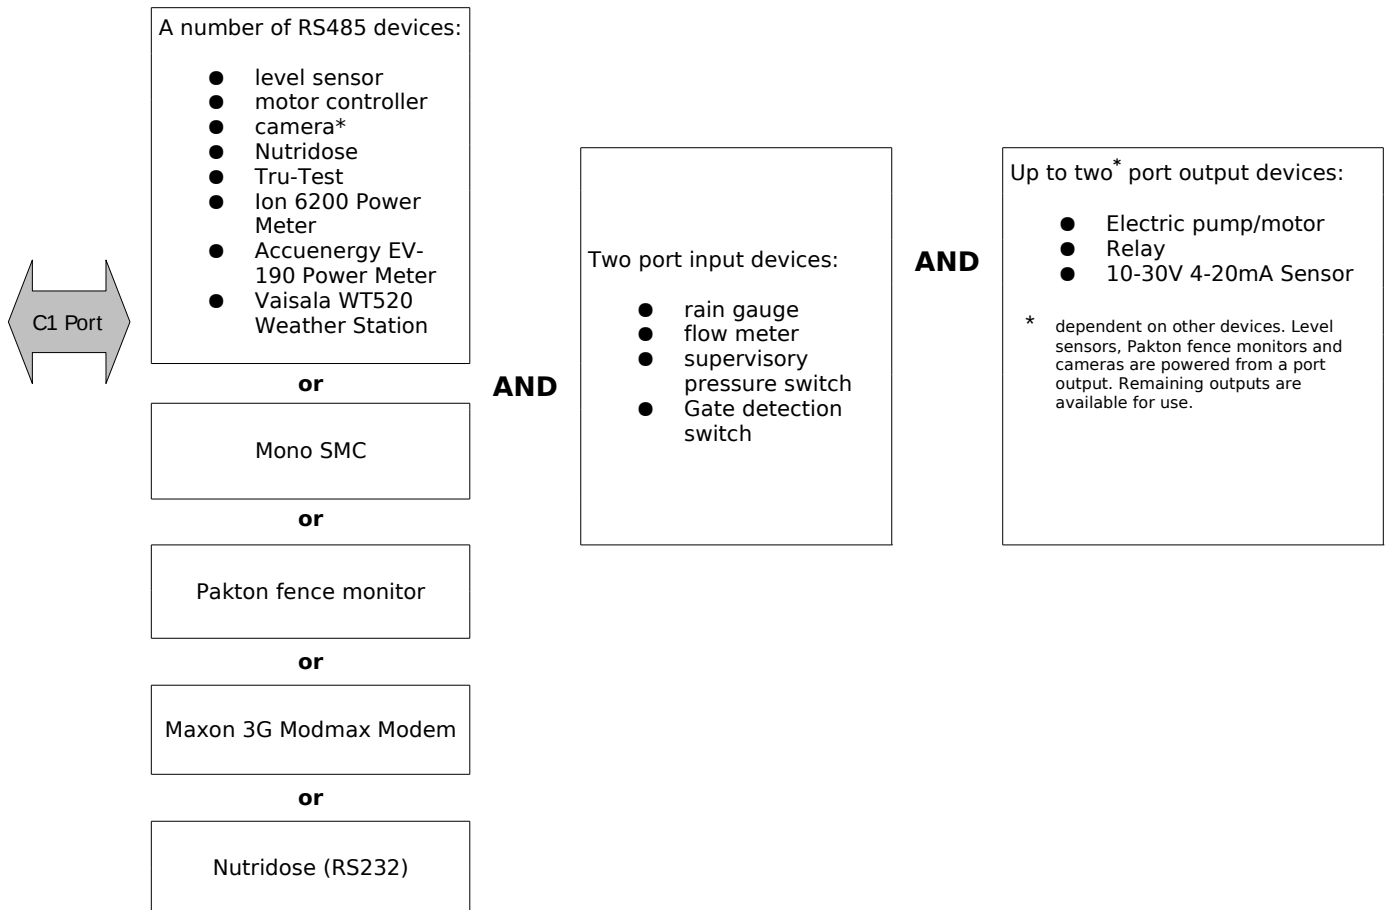 C1 Port
A number of RS485 devices:
● level sensor
● motor controller
● camera*
● Nutridose
● Tru-Test
● Ion 6200 Power
Meter
● Accuenergy EV-
190 Power Meter
● Vaisala WT520
Weather Station
or
Mono SMC
or
Pakton fence monitor
or
Maxon 3G Modmax Modem
or
Nutridose (RS232)
AND
Two port input devices:
● rain gauge
● flow meter
● supervisory
pressure switch
● Gate detection
switch
AND
Up to two* port output devices:
● Electric pump/motor
● Relay
● 10-30V 4-20mA Sensor
* dependent on other devices. Level
sensors, Pakton fence monitors and
cameras are powered from a port
output. Remaining outputs are
available for use.